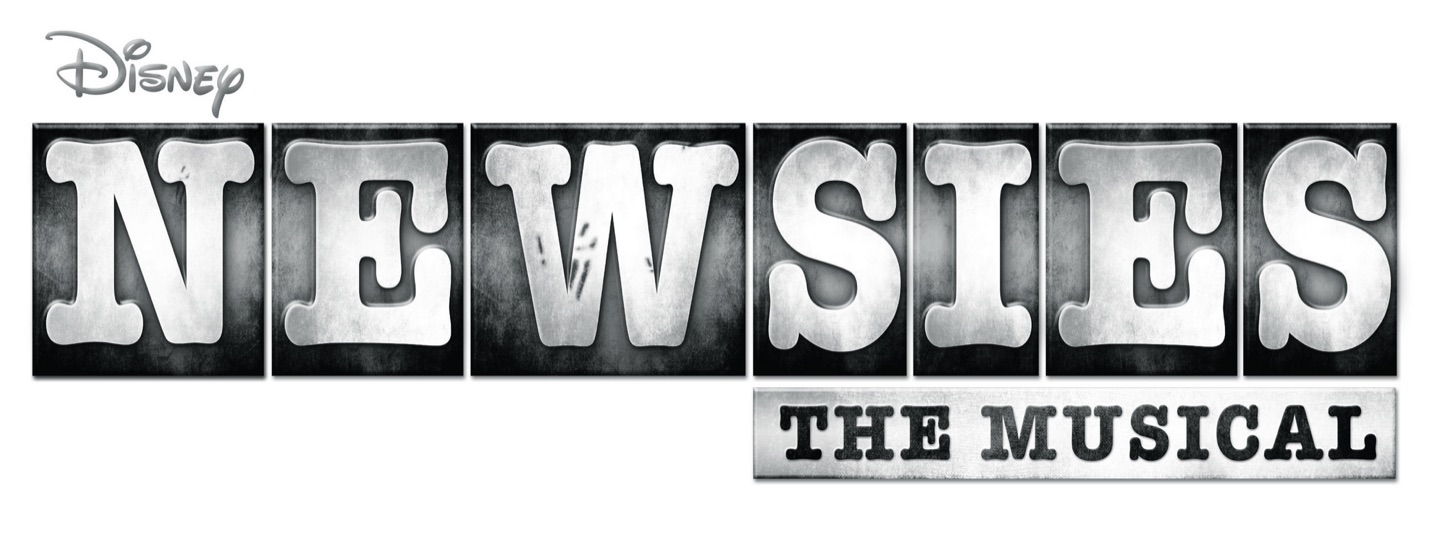 Disney
NEWSIES
THE MUSICAL